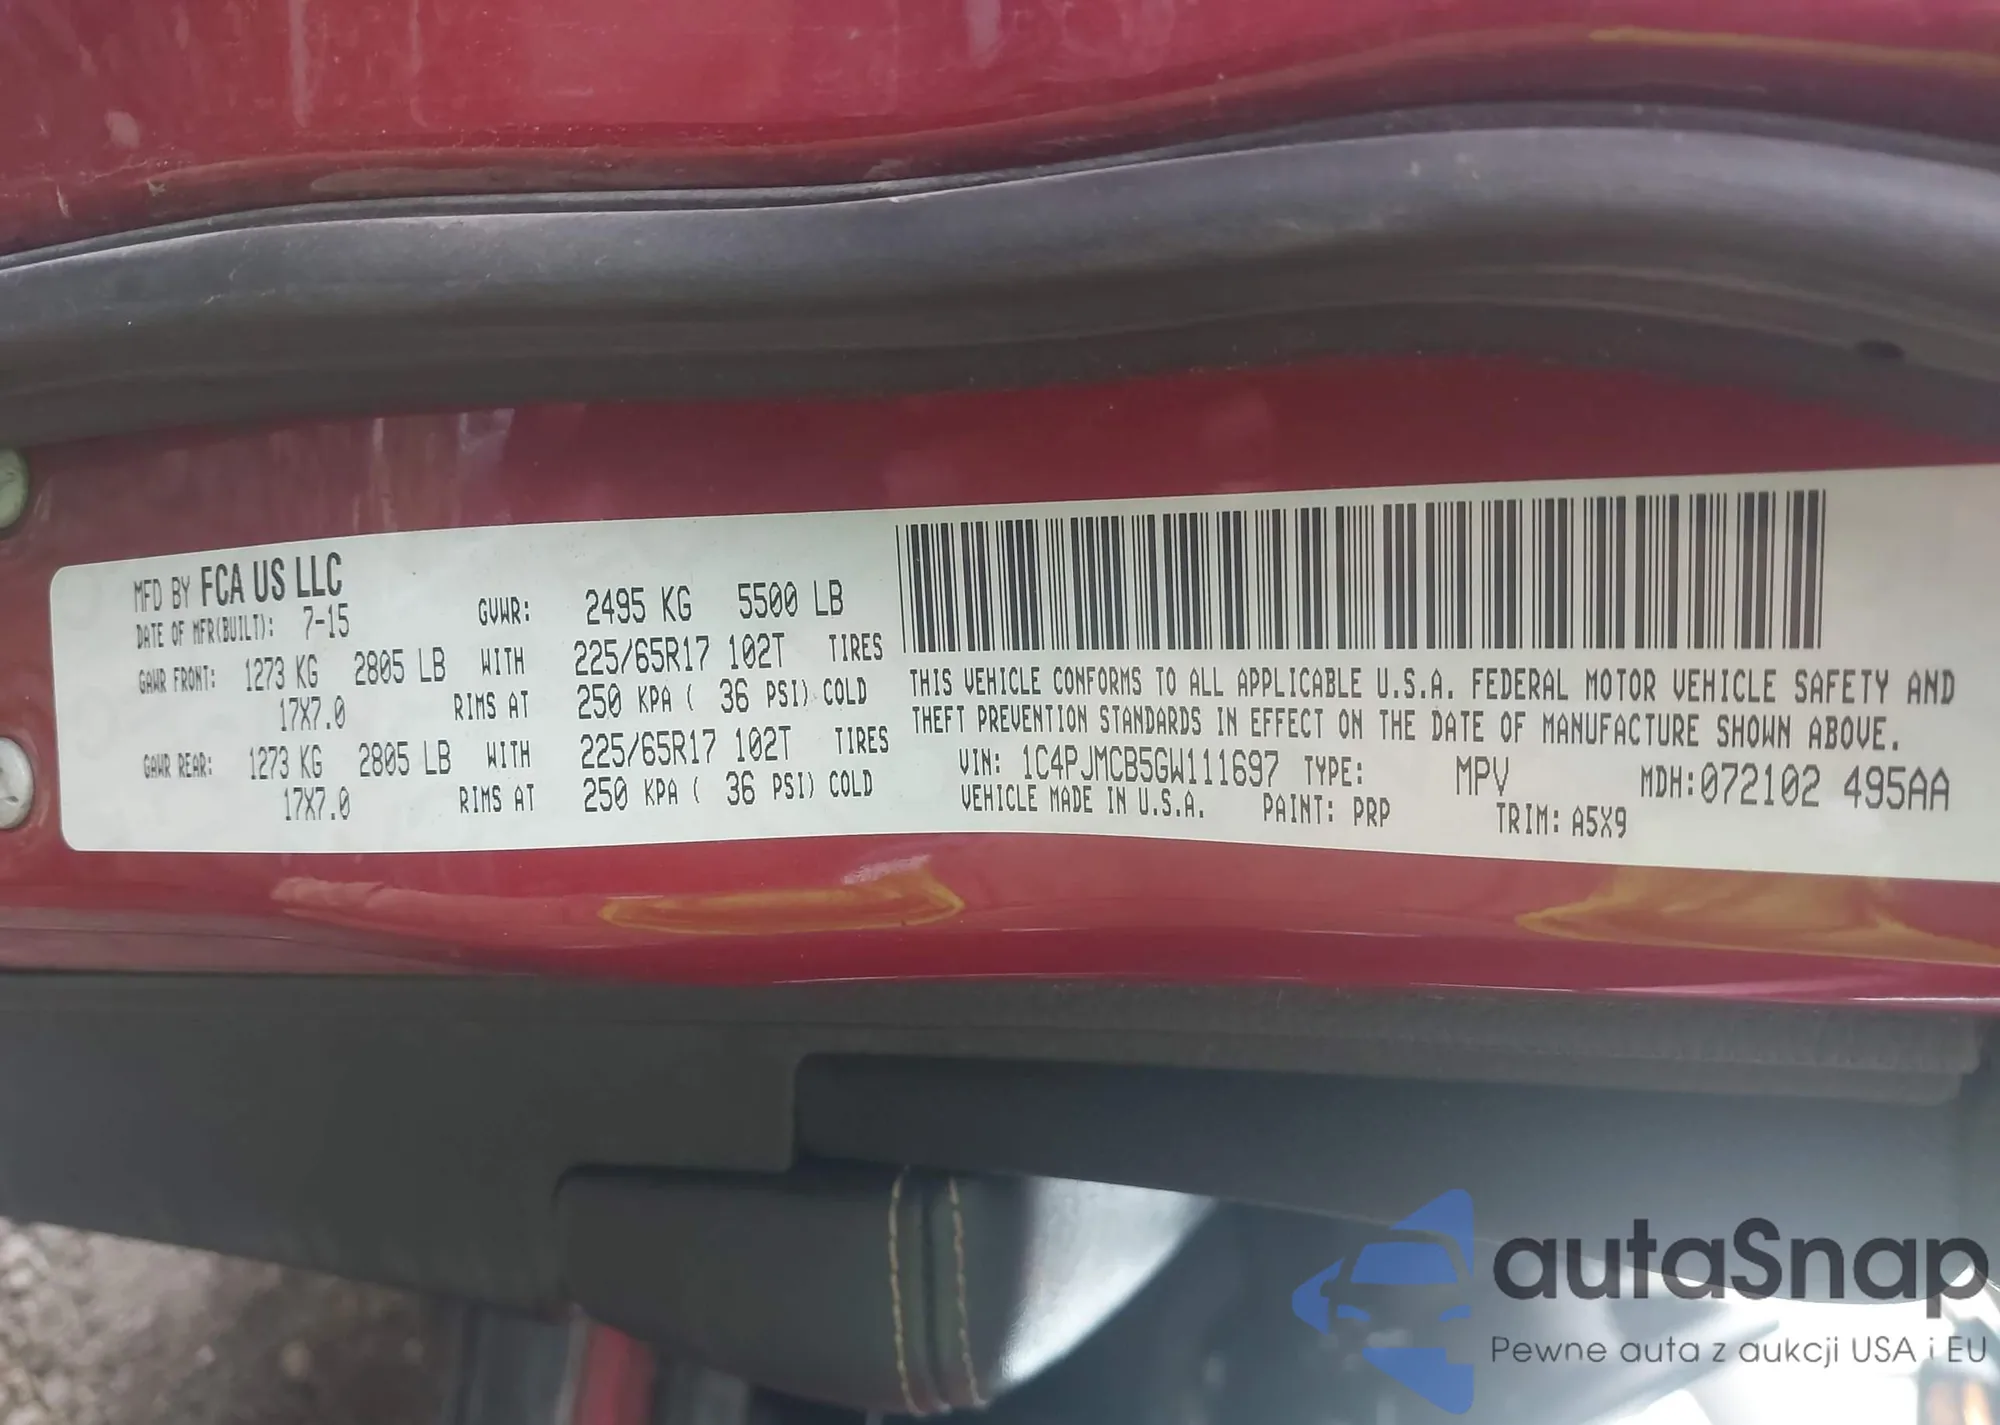 MFD BY FCA US LLC
DATE OF MFR(BUILT): 7-15
GVWR: 2495 KG 5500 LB
GAWR FRONT: 1273 KG 2805 LB WITH 225/65R17 102T TIRES
17X7.0 RIMS AT 250 KPA ( 36 PSI) COLD
GAWR REAR: 1273 KG 2805 LB WITH 225/65R17 102T TIRES
17X7.0 RIMS AT 250 KPA ( 36 PSI) COLD
THIS VEHICLE CONFORMS TO ALL APPLICABLE U.S.A. FEDERAL MOTOR VEHICLE SAFETY AND
THEFT PREVENTION STANDARDS IN EFFECT ON THE DATE OF MANUFACTURE SHOWN ABOVE.
VIN: 1C4PJMCB5GW111697 TYPE: MPV MDH:072102 495AA
VEHICLE MADE IN U.S.A. PAINT: PRP TRIM: A5X9
autaSnap
Pewne auta z aukcji USA i EU